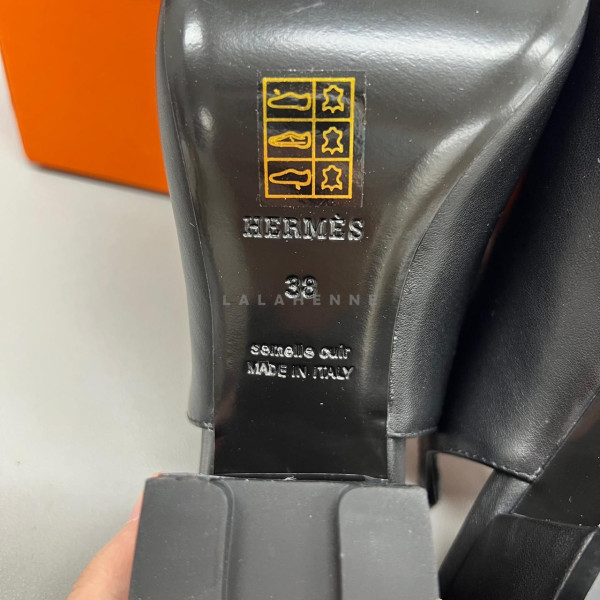 HERMÈS
38
LALAHENNE
semelle cuir
MADE IN ITALY